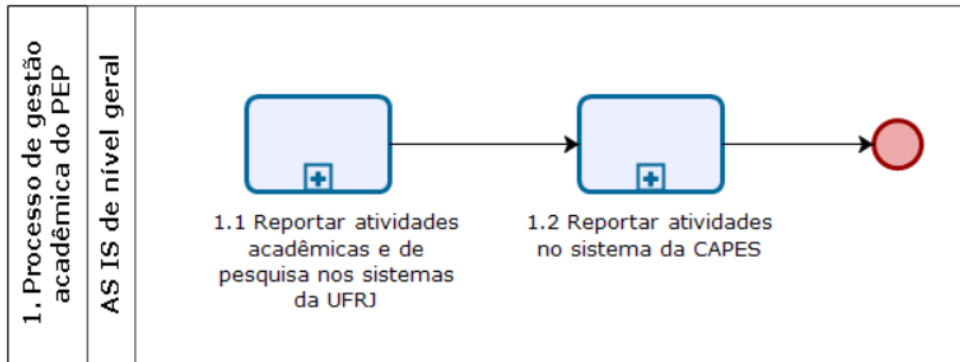 1. Processo de gestão
acadêmica do PEP
AS IS de nível geral
1.1 Reportar atividades
acadêmicas e de
pesquisa nos sistemas
da UFRJ
1.2 Reportar atividades
no sistema da CAPES